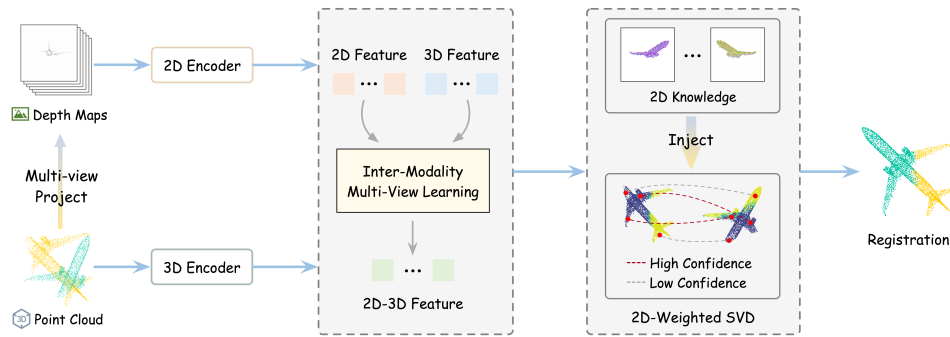 Depth Maps
Multi-view
Project
3D
Point Cloud
2D Encoder
3D Encoder
2D Feature
3D Feature
...
...
Inter-Modality
Multi-View Learning
...
2D-3D Feature
...
2D Knowledge
Inject
High Confidence
Low Confidence
2D-Weighted SVD
Registration